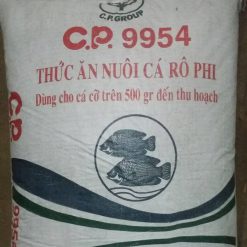 C.P. GROUP
C.P. 9954
THỨC ĂN NUÔI CÁ RÔ PHI
Dùng cho cá cỡ trên 500 gr đến thu hoạch
C.P.